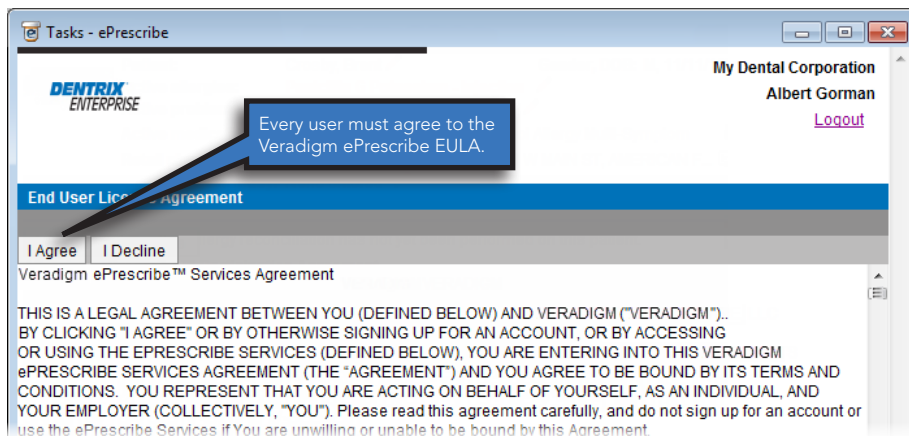 Tasks - ePrescribe
My Dental Corporation
Albert Gorman
Logout
DENTRIX
ENTERPRISE
Every user must agree to the
Veradigm ePrescribe EULA.
End User Agreement
I Agree I Decline
Veradigm ePrescribe™ Services Agreement
THIS IS A LEGAL AGREEMENT BETWEEN YOU (DEFINED BELOW) AND VERADIGM ("VERADIGM")..
BY CLICKING "I AGREE" OR BY OTHERWISE SIGNING UP FOR AN ACCOUNT, OR BY ACCESSING
OR USING THE EPRESCRIBE SERVICES (DEFINED BELOW), YOU ARE ENTERING INTO THIS VERADIGM
ePRESCRIBE SERVICES AGREEMENT (THE “AGREEMENT”) AND YOU AGREE TO BE BOUND BY ITS TERMS AND
CONDITIONS. YOU REPRESENT THAT YOU ARE ACTING ON BEHALF OF YOURSELF, AS AN INDIVIDUAL, AND
YOUR EMPLOYER (COLLECTIVELY, "YOU"). Please read this agreement carefully, and do not sign up for an account or
use the ePrescribe Services if You are unwilling or unable to be bound by this Agreement.